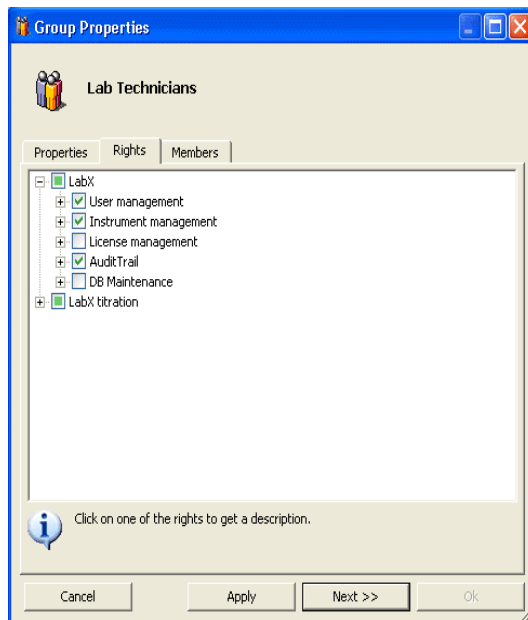 Group Properties
Lab Technicians
Properties Rights Members
LabX
User management
Instrument management
License management
AuditTrail
DB Maintenance
LabX titration
Click on one of the rights to get a description.
Cancel Apply Next >> Ok